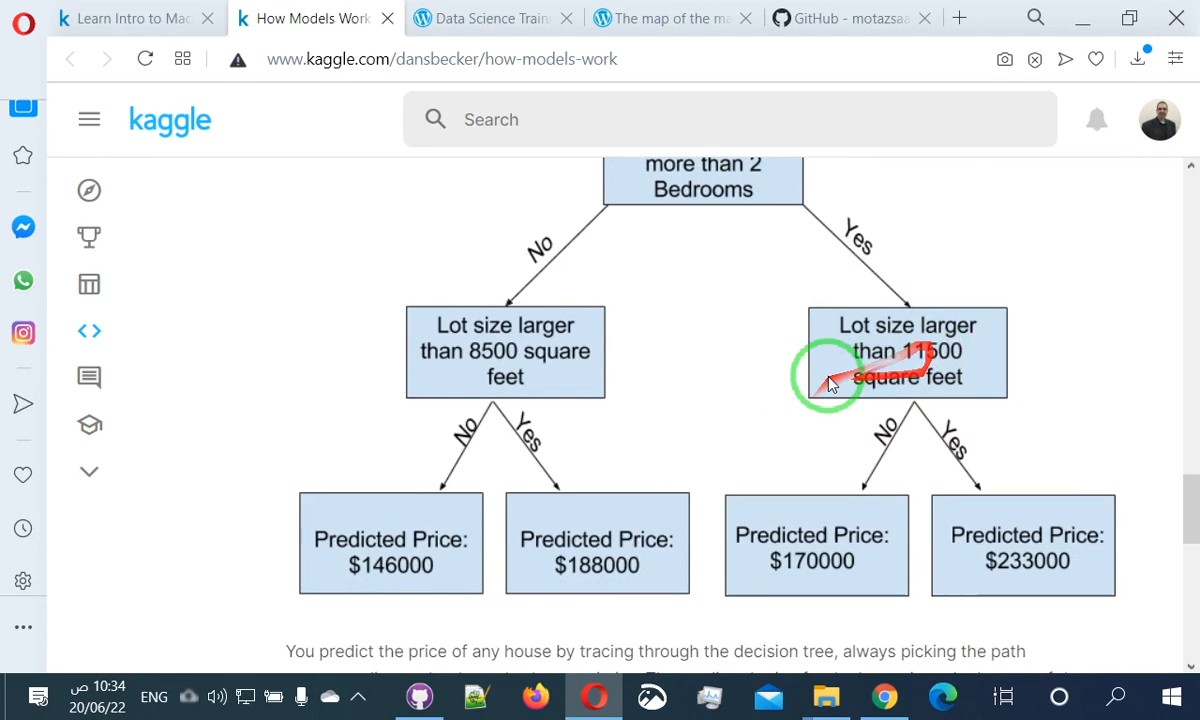 Learn Intro to Mac
How Models Work
Data Science Train
The map of the ma
GitHub - motazsaa
www.kaggle.com/dansbecker/how-models-work
kaggle
Search
more than 2
Bedrooms
No
Yes
Lot size larger
than 8500 square
feet
Lot size larger
than 11500
square feet
No
Yes
No
Yes
Predicted Price:
$146000
Predicted Price:
$188000
Predicted Price:
$170000
Predicted Price:
$233000
You predict the price of any house by tracing through the decision tree, always picking the path
10:34 ص
ENG
20/06/22